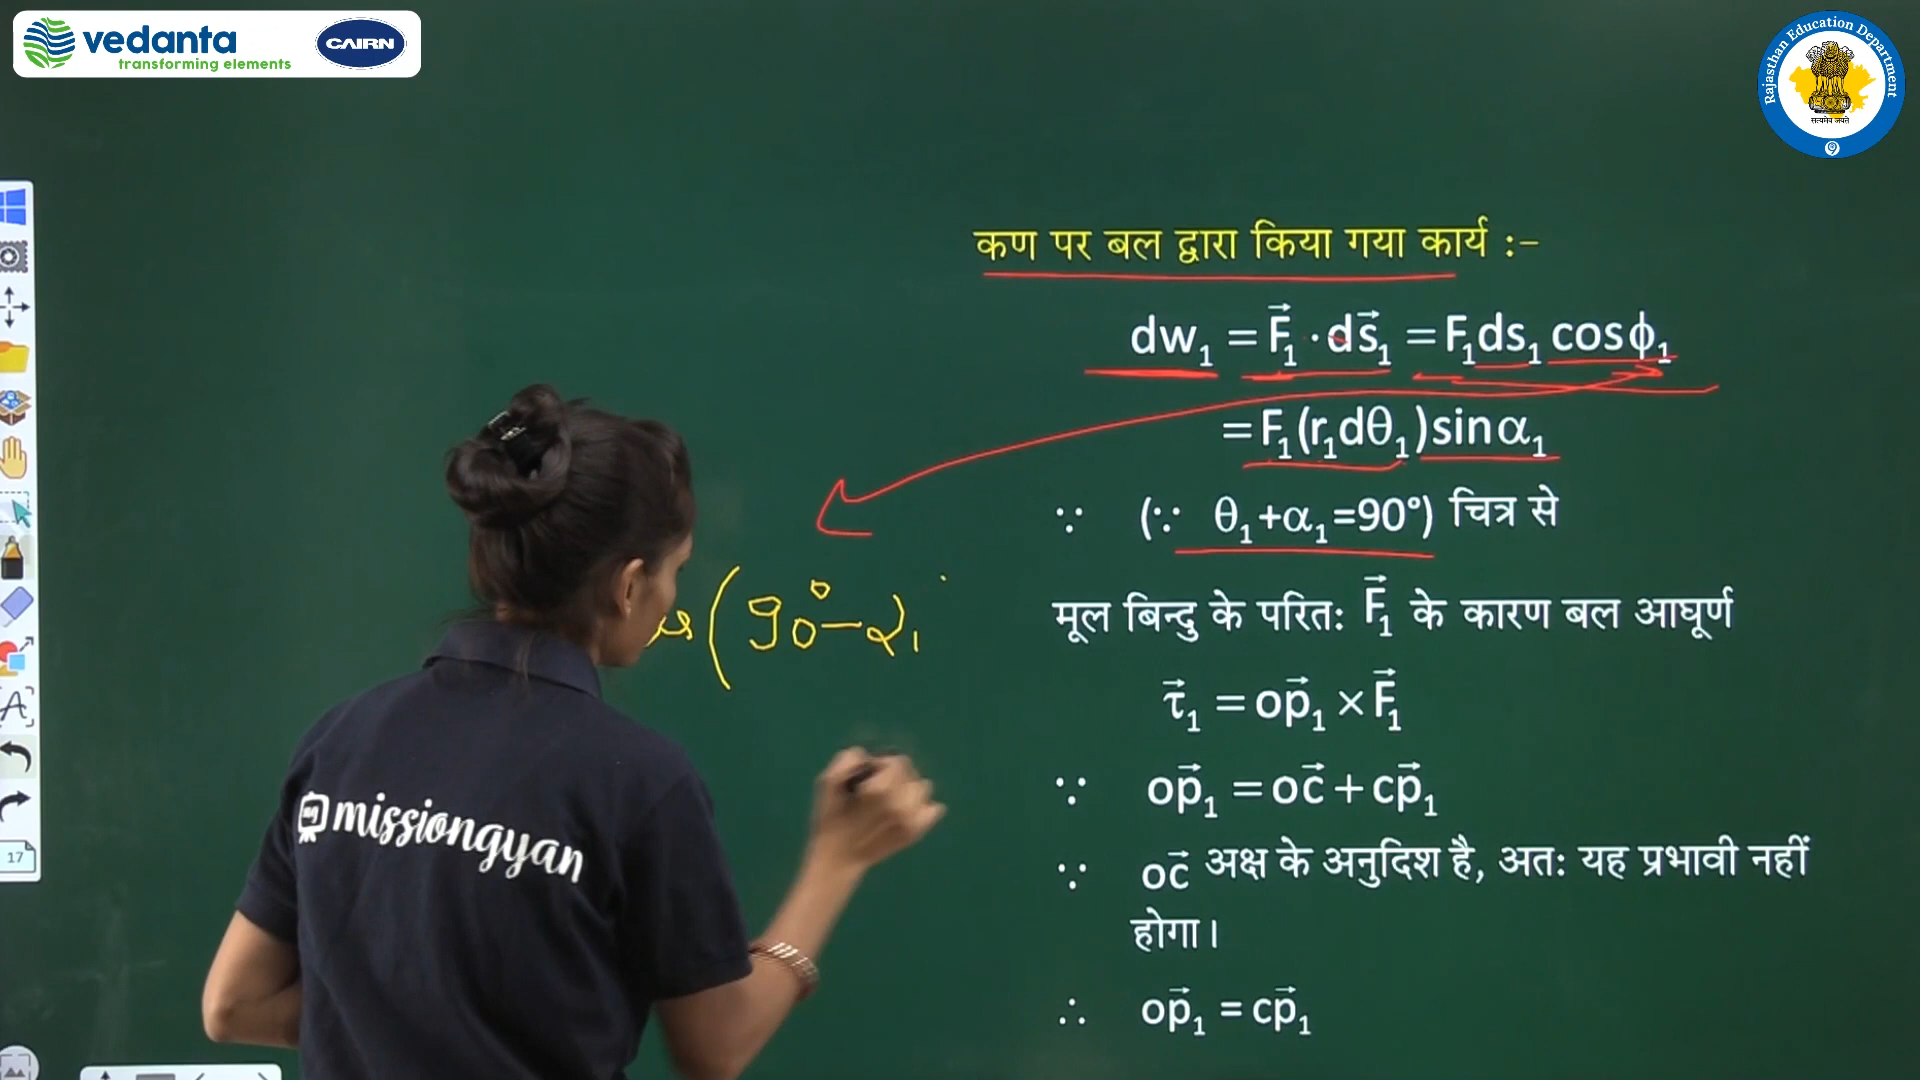 vedanta
transforming elements
CAIRN
Rajasthan Education Department
सत्यमेव जयते
कण पर बल द्वारा किया गया कार्य :–
dw₁ = F⃗₁ · ds⃗₁ = F₁ds₁ cosϕ₁
= F₁(r₁dθ₁)sinα₁
∵ (∵ θ₁+α₁=90°) चित्र से
(90°–α₁
मूल बिन्दु के परितः F⃗₁ के कारण बल आघूर्ण
τ⃗₁ = op⃗₁ × F⃗₁
∵ op⃗₁ = oc⃗ + cp⃗₁
∵ oc⃗ अक्ष के अनुदिश है, अतः यह प्रभावी नहीं
होगा।
∴ op⃗₁ = cp⃗₁
missiongyan
17